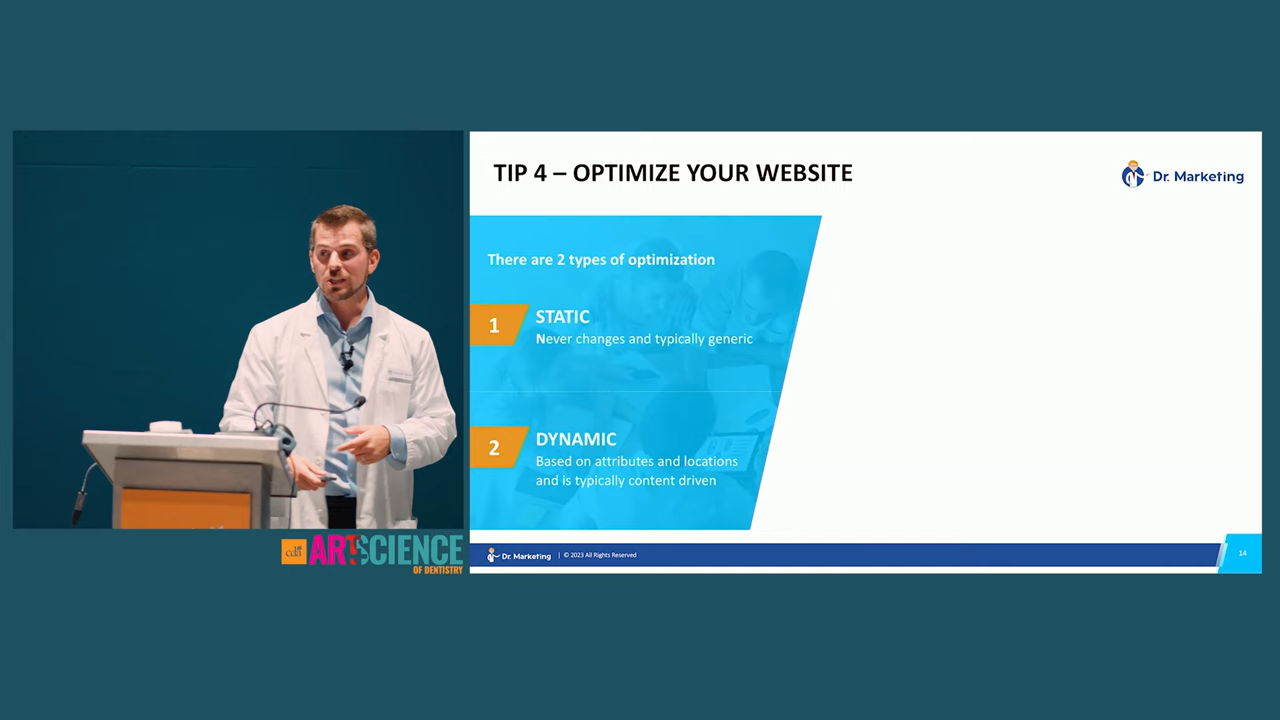 TIP 4 – OPTIMIZE YOUR WEBSITE
Dr. Marketing
There are 2 types of optimization
1
STATIC
Never changes and typically generic
2
DYNAMIC
Based on attributes and locations
and is typically content driven
cda
ART & SCIENCE
OF DENTISTRY
Dr. Marketing | © 2023 All Rights Reserved
14